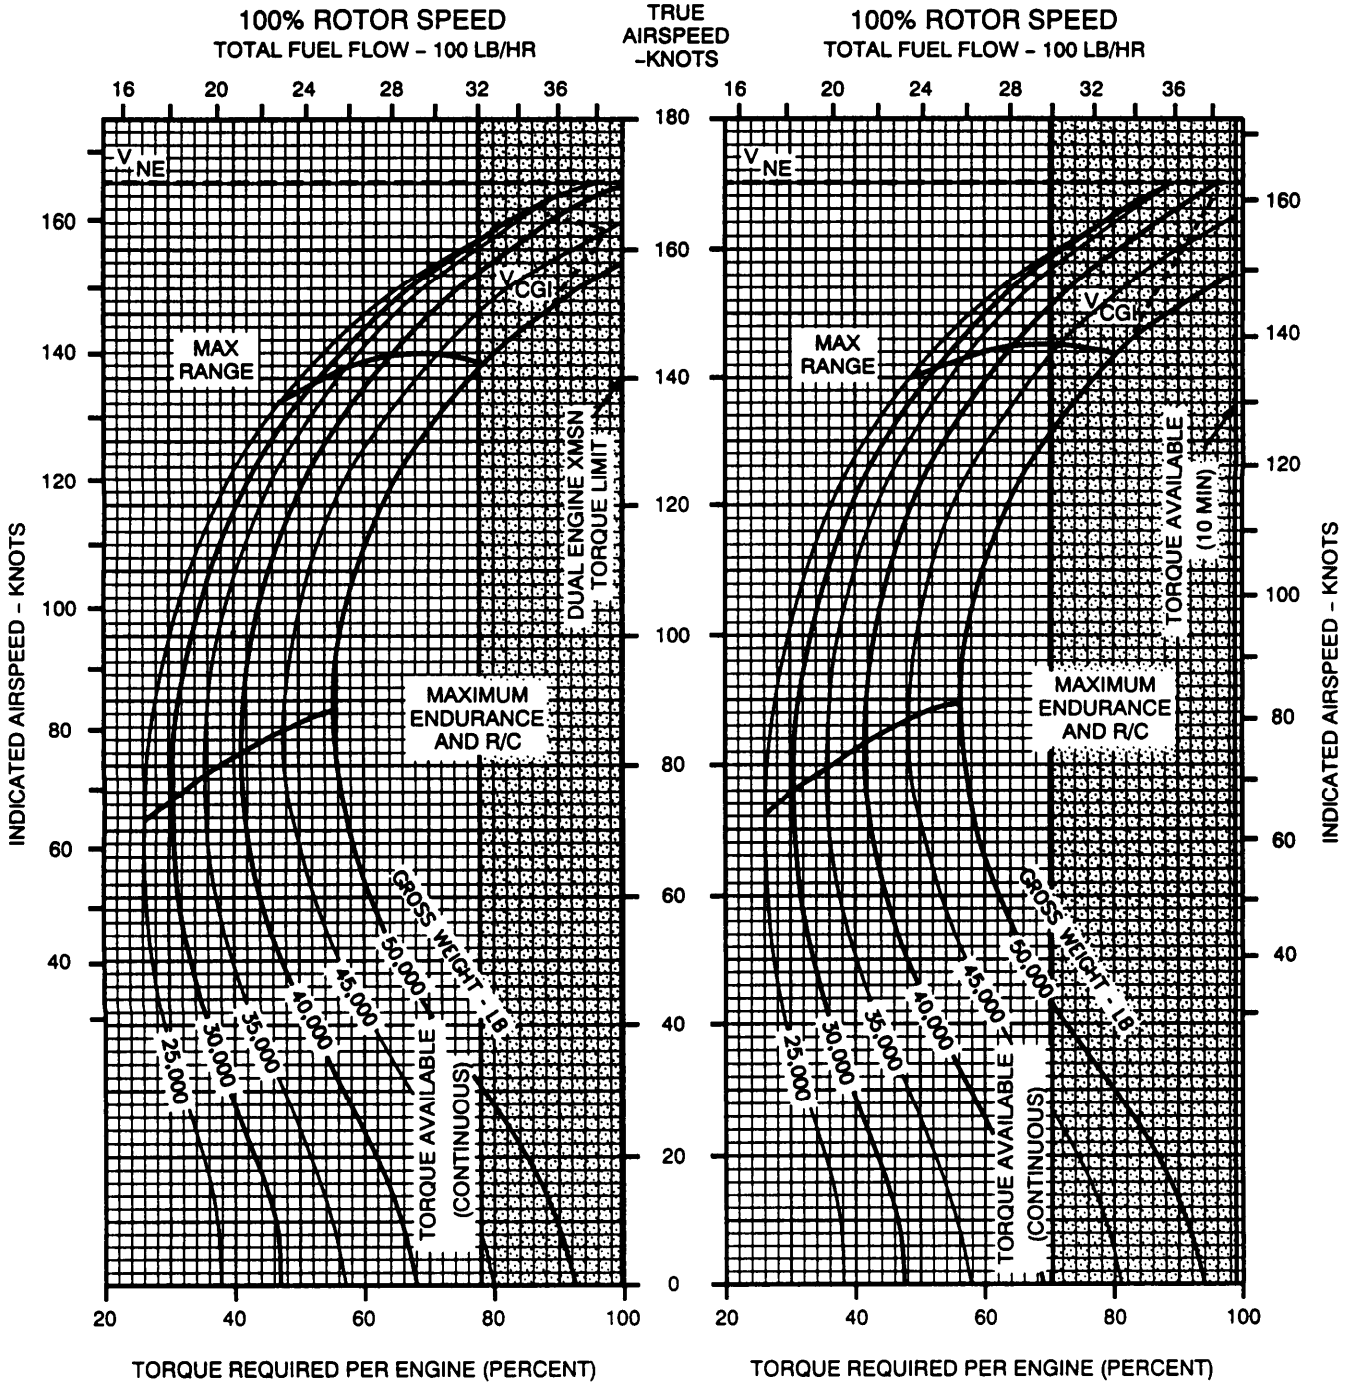 100% ROTOR SPEED
TOTAL FUEL FLOW – 100 LB/HR
16 20 24 28 32 36
TRUE
AIRSPEED
–KNOTS
100% ROTOR SPEED
TOTAL FUEL FLOW – 100 LB/HR
16 20 24 28 32 36
INDICATED AIRSPEED – KNOTS
160
140
120
100
80
60
40
V NE
MAX
RANGE
V CGI
DUAL ENGINE XMSN
TORQUE LIMIT
MAXIMUM
ENDURANCE
AND R/C
GROSS WEIGHT - LB
25,000
30,000
35,000
40,000
45,000
50,000
TORQUE AVAILABLE
(CONTINUOUS)
20 40 60 80 100
TORQUE REQUIRED PER ENGINE (PERCENT)
180
160
140
120
100
80
60
40
20
0
V NE
MAX
RANGE
V CGI
TORQUE AVAILABLE
(10 MIN)
MAXIMUM
ENDURANCE
AND R/C
GROSS WEIGHT - LB
25,000
30,000
35,000
40,000
45,000
50,000
TORQUE AVAILABLE
(CONTINUOUS)
20 40 60 80 100
TORQUE REQUIRED PER ENGINE (PERCENT)
160
140
120
100
80
60
40
INDICATED AIRSPEED – KNOTS